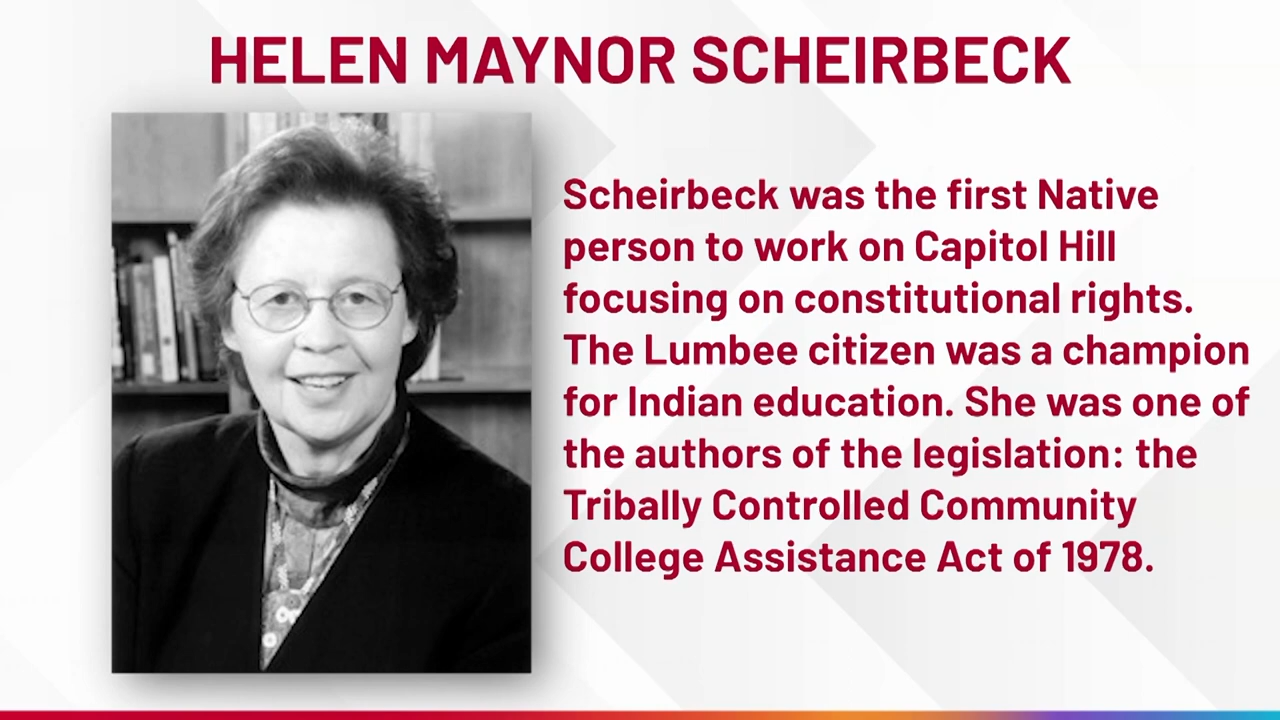 HELEN MAYNOR SCHEIRBECK
Scheirbeck was the first Native
person to work on Capitol Hill
focusing on constitutional rights.
The Lumbee citizen was a champion
for Indian education. She was one of
the authors of the legislation: the
Tribally Controlled Community
College Assistance Act of 1978.